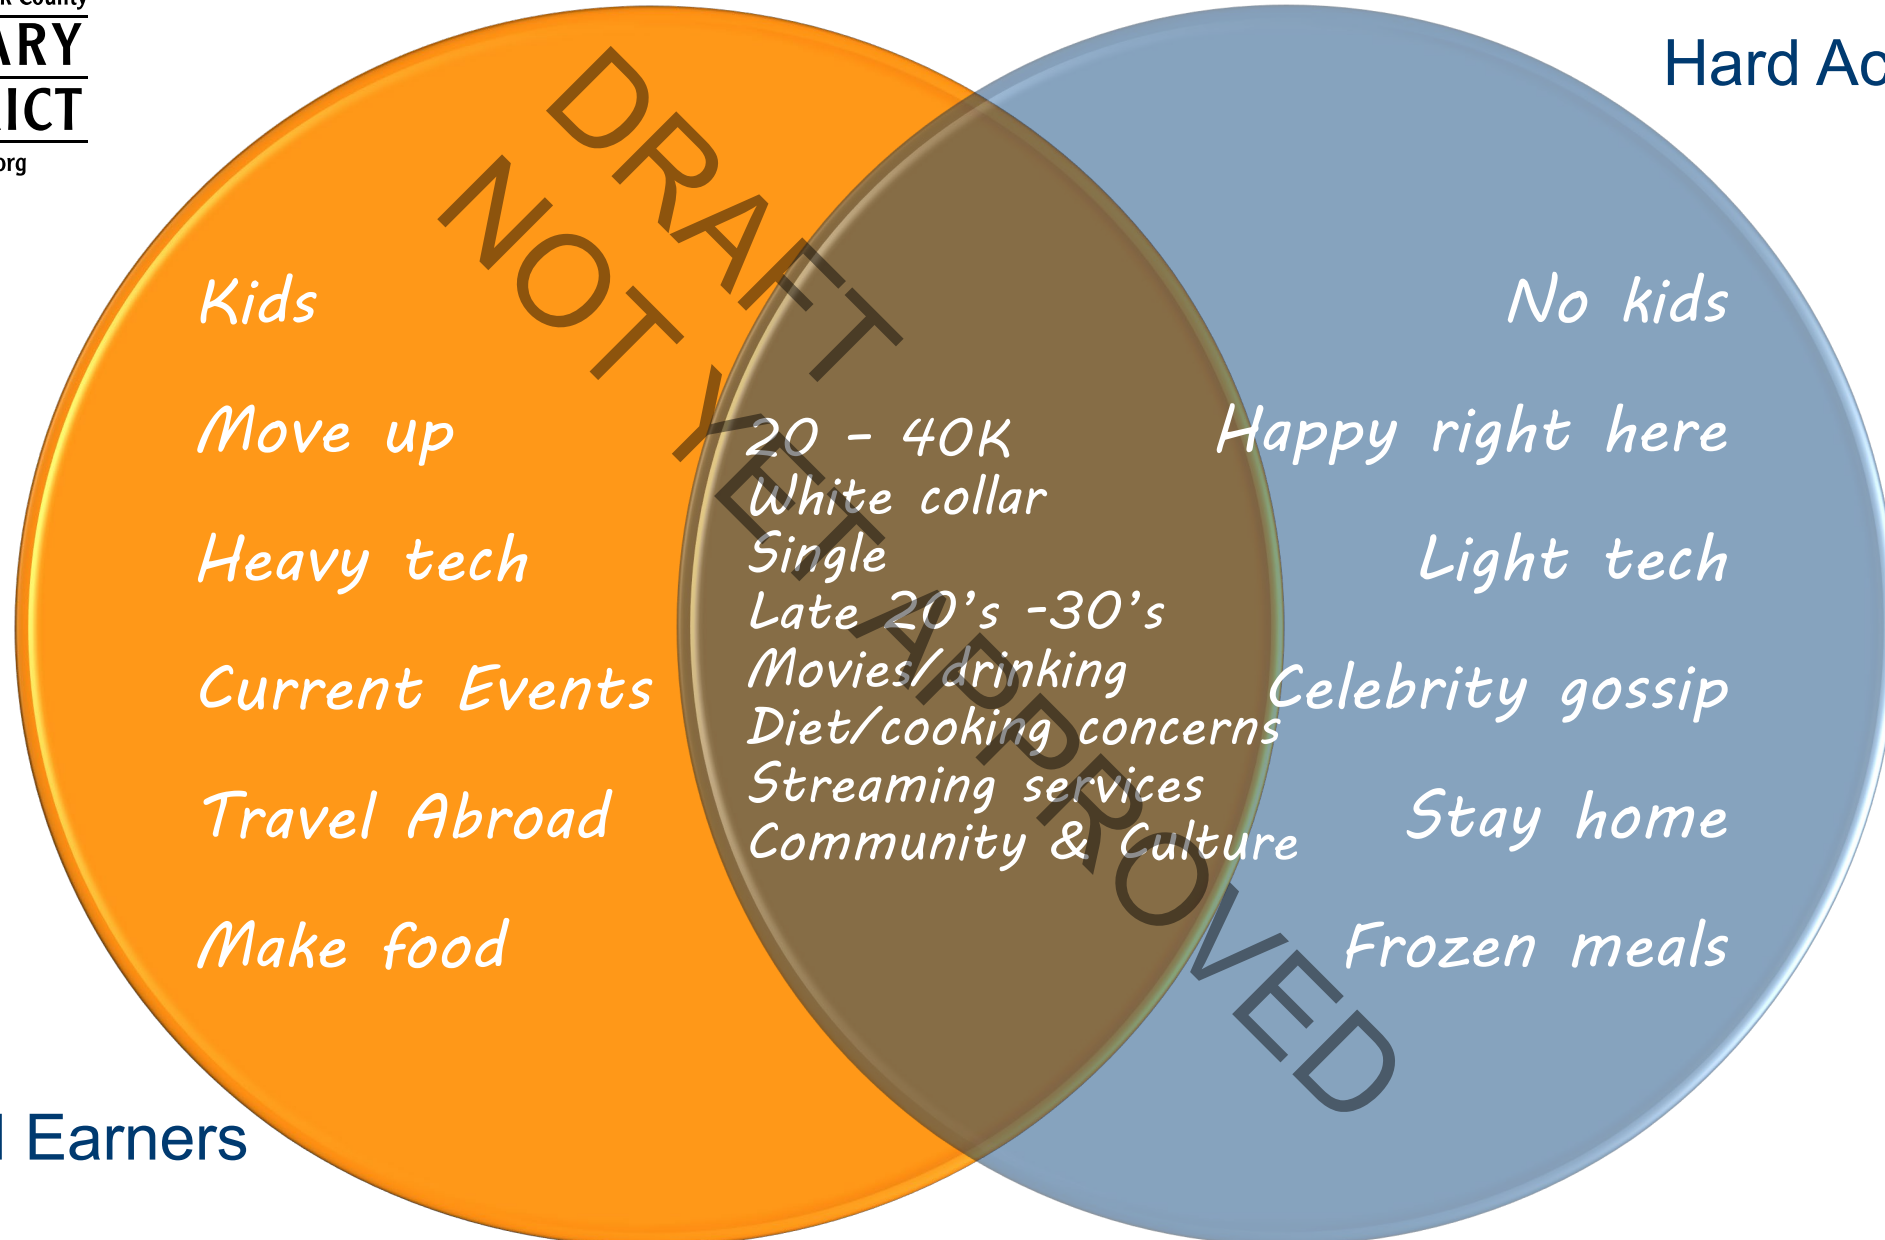 County
ARY
ICT
org
Hard Ac
Earners
DRAFT
NOT YET APPROVED
Kids
Move up
Heavy tech
Current Events
Travel Abroad
Make food
20 - 40K
White collar
Single
Late 20's -30's
Movies/drinking
Diet/cooking concerns
Streaming services
Community & Culture
No kids
Happy right here
Light tech
Celebrity gossip
Stay home
Frozen meals